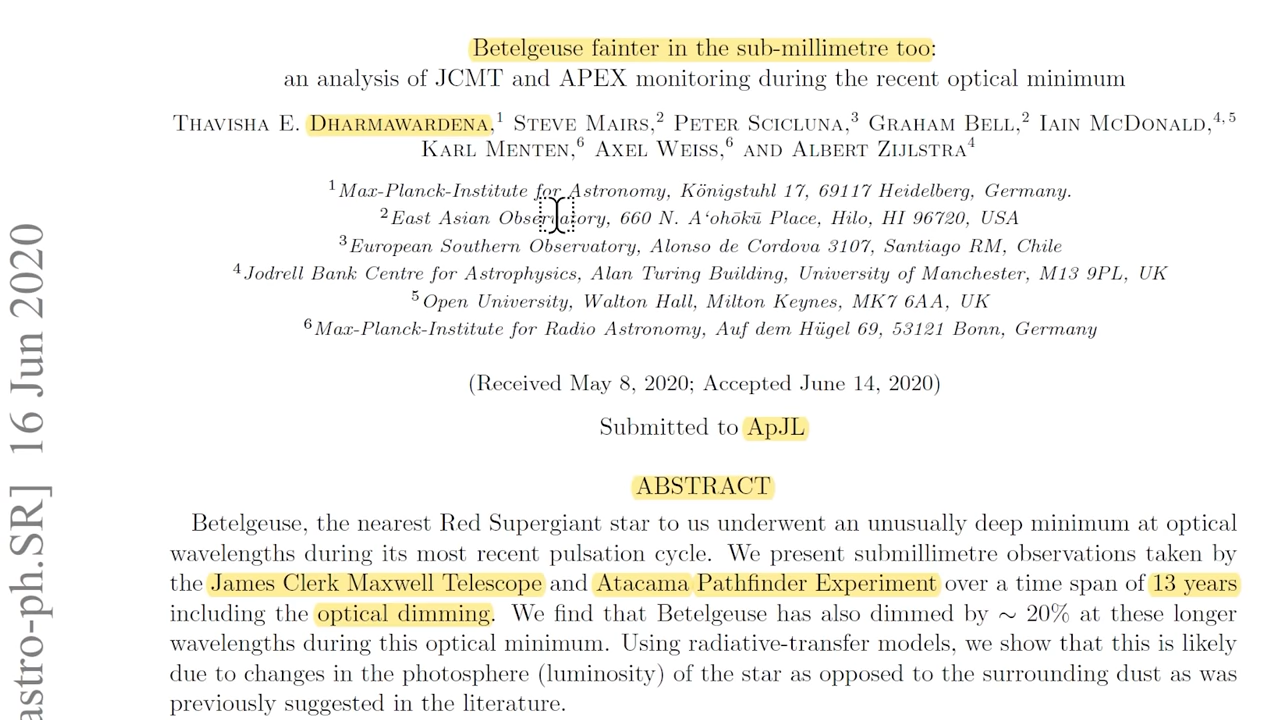 Betelgeuse fainter in the sub-millimetre too:
an analysis of JCMT and APEX monitoring during the recent optical minimum
THAVISHA E. DHARMAWARDENA,1 STEVE MAIRS,2 PETER SCICLUNA,3 GRAHAM BELL,2 IAIN MCDONALD,4, 5
KARL MENTEN,6 AXEL WEISS,6 AND ALBERT ZIJLSTRA4
1Max-Planck-Institute for Astronomy, Königstuhl 17, 69117 Heidelberg, Germany.
2East Asian Observatory, 660 N. A‘ohōkū Place, Hilo, HI 96720, USA
3European Southern Observatory, Alonso de Cordova 3107, Santiago RM, Chile
4Jodrell Bank Centre for Astrophysics, Alan Turing Building, University of Manchester, M13 9PL, UK
5Open University, Walton Hall, Milton Keynes, MK7 6AA, UK
6Max-Planck-Institute for Radio Astronomy, Auf dem Hügel 69, 53121 Bonn, Germany
(Received May 8, 2020; Accepted June 14, 2020)
Submitted to ApJL
ABSTRACT
Betelgeuse, the nearest Red Supergiant star to us underwent an unusually deep minimum at optical
wavelengths during its most recent pulsation cycle. We present submillimetre observations taken by
the James Clerk Maxwell Telescope and Atacama Pathfinder Experiment over a time span of 13 years
including the optical dimming. We find that Betelgeuse has also dimmed by ∼ 20% at these longer
wavelengths during this optical minimum. Using radiative-transfer models, we show that this is likely
due to changes in the photosphere (luminosity) of the star as opposed to the surrounding dust as was
previously suggested in the literature.
astro-ph.SR] 16 Jun 2020